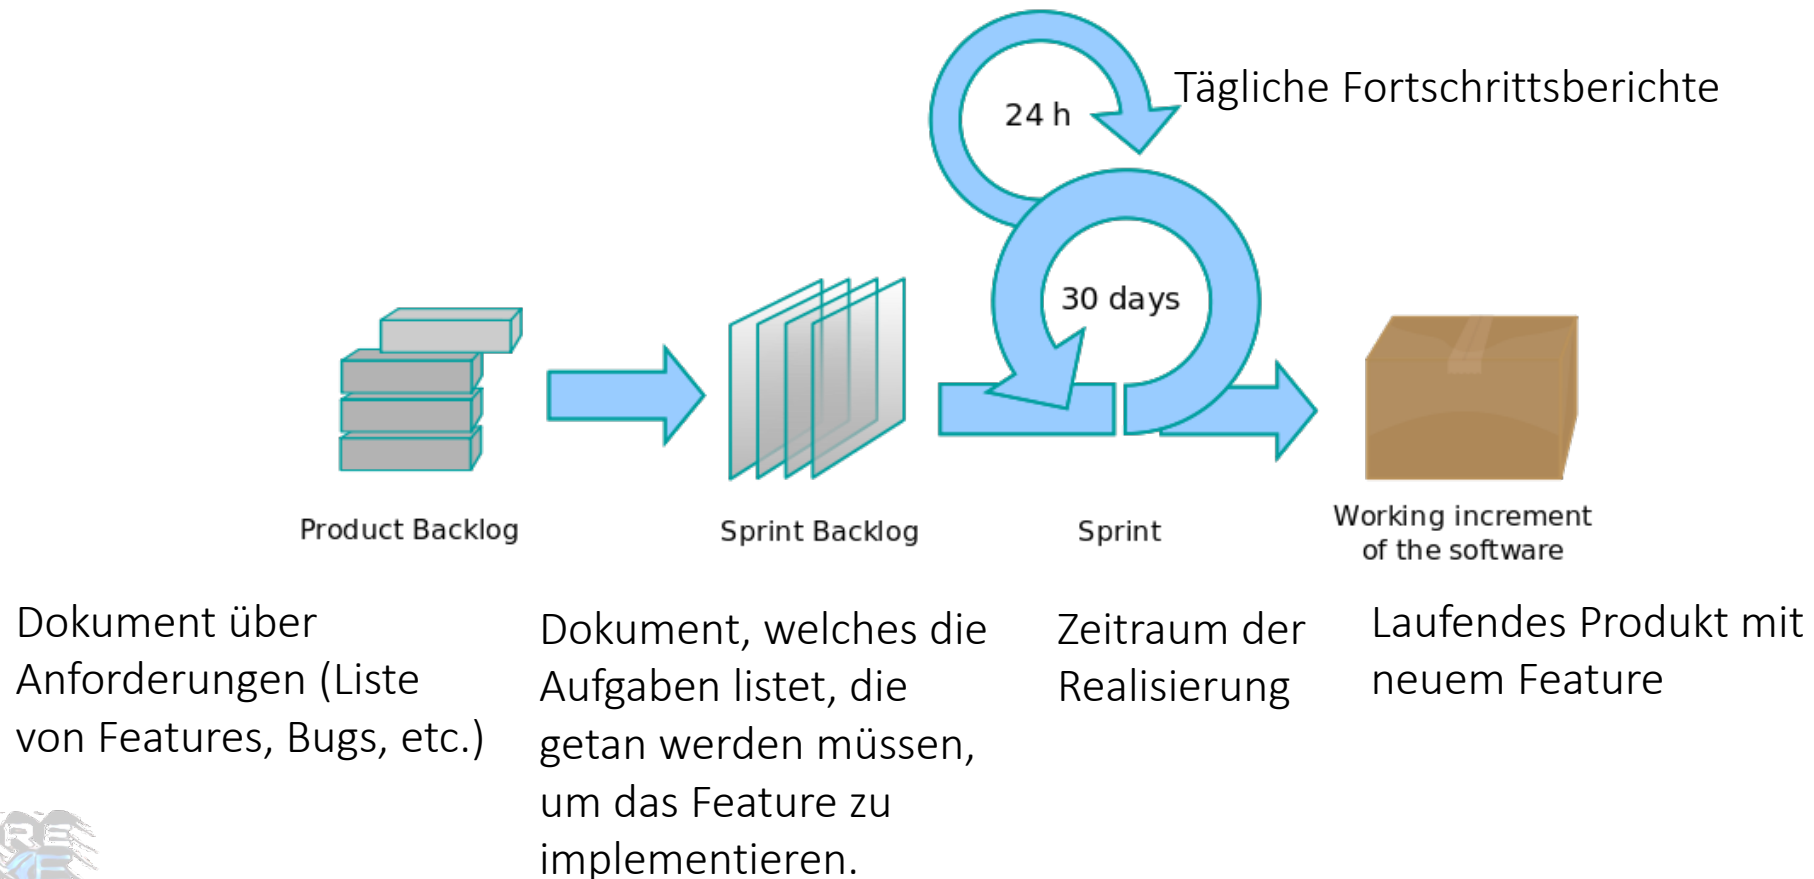 24 h
Tägliche Fortschrittsberichte
30 days
Product Backlog
Sprint Backlog
Sprint
Working increment
of the software
Dokument über
Anforderungen (Liste
von Features, Bugs, etc.)
Dokument, welches die
Aufgaben listet, die
getan werden müssen,
um das Feature zu
implementieren.
Zeitraum der
Realisierung
Laufendes Produkt mit
neuem Feature